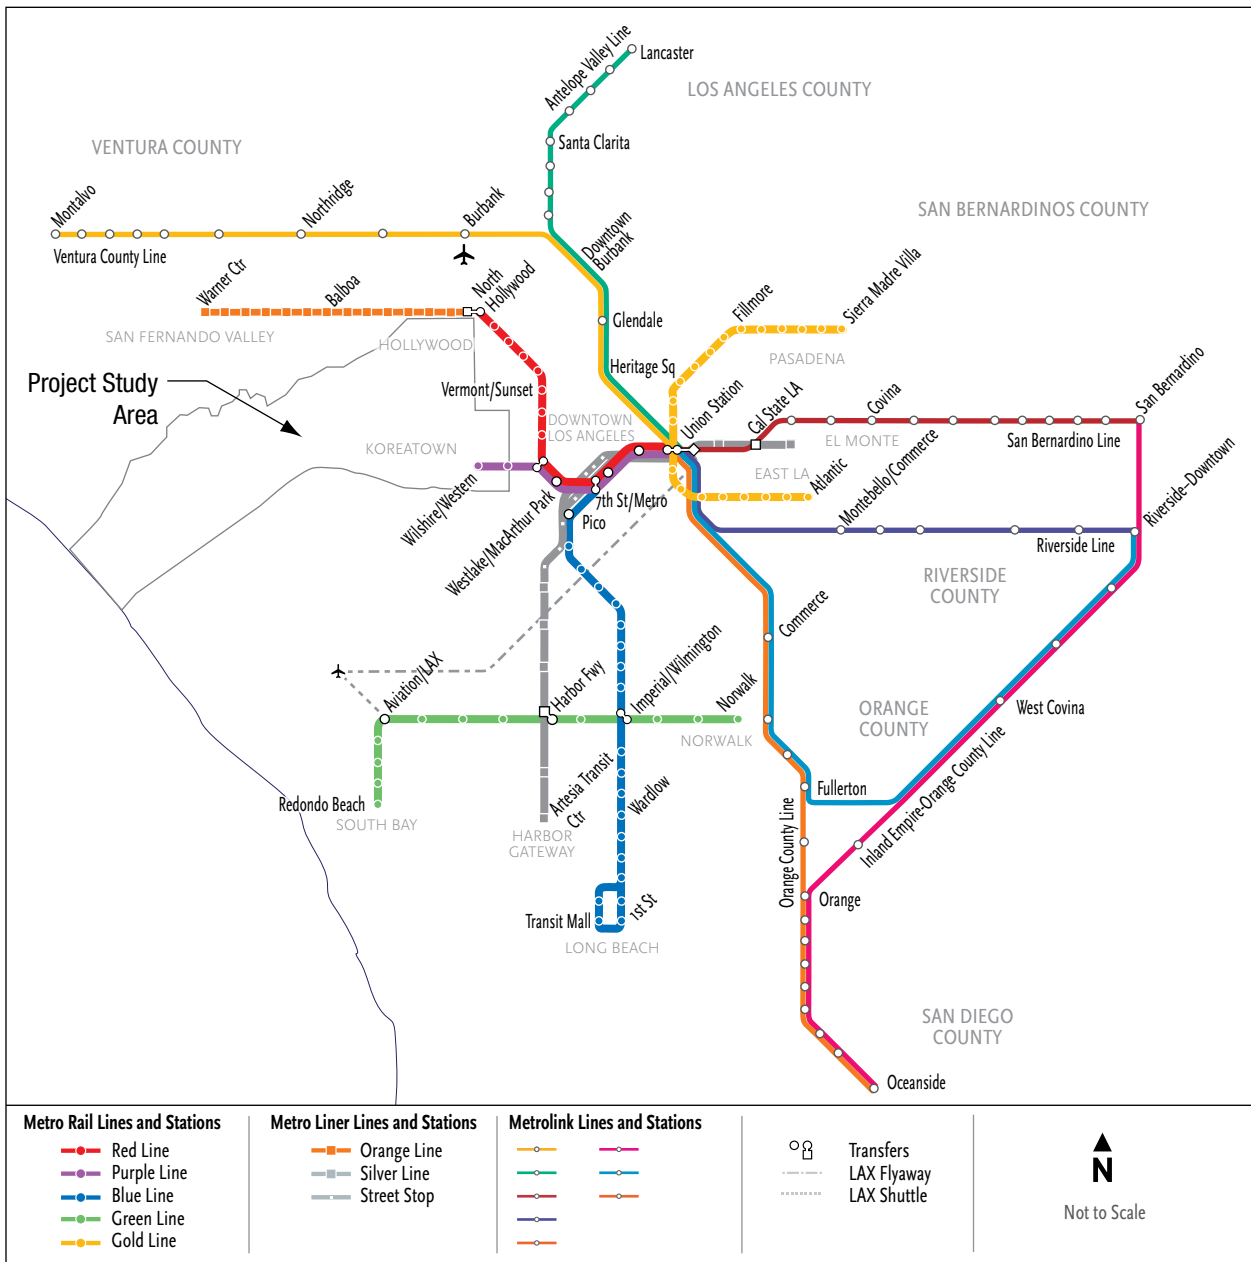 Antelope Valley Line
Lancaster
LOS ANGELES COUNTY
Santa Clarita
VENTURA COUNTY
Montalvo
Northridge
Burbank
SAN BERNARDINOS COUNTY
Ventura County Line
Downtown
Burbank
Warner Ctr
Balboa
North
Hollywood
Fillmore
Sierra Madre Villa
Glendale
SAN FERNANDO VALLEY
HOLLYWOOD
PASADENA
Heritage Sq
Project Study
Area
Vermont/Sunset
Union Station
Cal State LA
Covina
San Bernardino
DOWNTOWN
LOS ANGELES
KOREATOWN
EL MONTE
San Bernardino Line
EAST LA
Wilshire/Western
Westlake/MacArthur Park
7th St/Metro
Pico
Atlantic
Montebello/Commerce
Riverside–Downtown
Riverside Line
RIVERSIDE
COUNTY
Commerce
Aviation/LAX
Harbor Fwy
Imperial/Wilmington
Norwalk
West Covina
ORANGE
COUNTY
NORWALK
Redondo Beach
SOUTH BAY
Artesia Transit
Ctr
Wardlow
Fullerton
Inland Empire-Orange County Line
Orange County Line
HARBOR
GATEWAY
Orange
Transit Mall
1st St
LONG BEACH
SAN DIEGO
COUNTY
Oceanside
Metro Rail Lines and Stations
Red Line
Purple Line
Blue Line
Green Line
Gold Line
Metro Liner Lines and Stations
Orange Line
Silver Line
Street Stop
Metrolink Lines and Stations
Transfers
LAX Flyaway
LAX Shuttle
N
Not to Scale